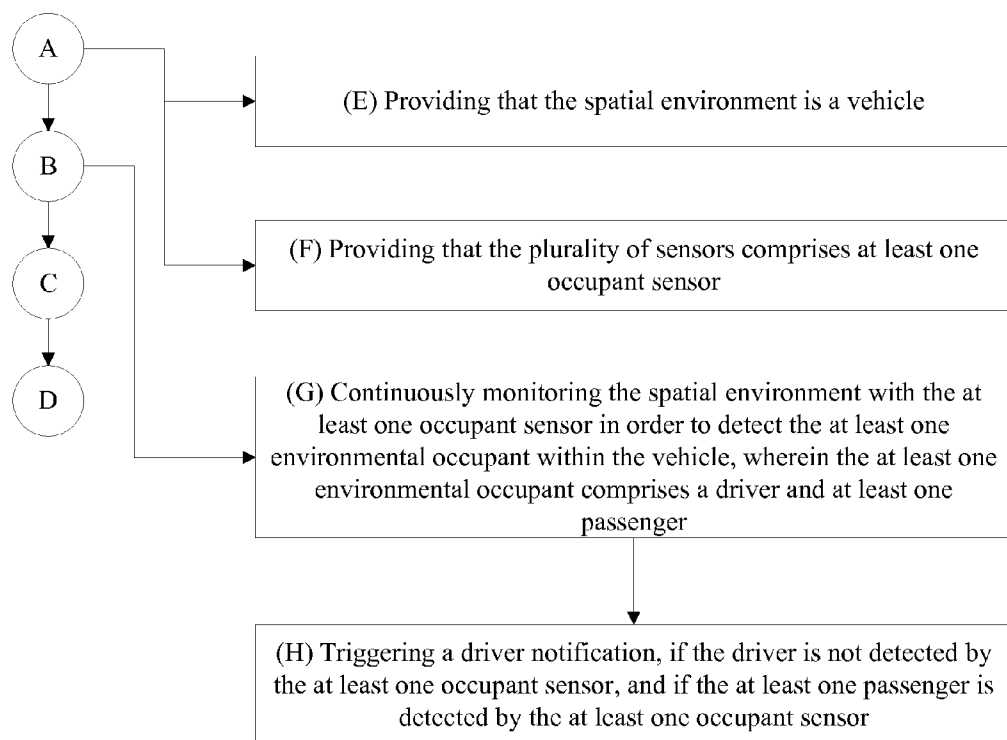 A
B
C
D
(E) Providing that the spatial environment is a vehicle
(F) Providing that the plurality of sensors comprises at least one
occupant sensor
(G) Continuously monitoring the spatial environment with the at
least one occupant sensor in order to detect the at least one
environmental occupant within the vehicle, wherein the at least one
environmental occupant comprises a driver and at least one
passenger
(H) Triggering a driver notification, if the driver is not detected by
the at least one occupant sensor, and if the at least one passenger is
detected by the at least one occupant sensor